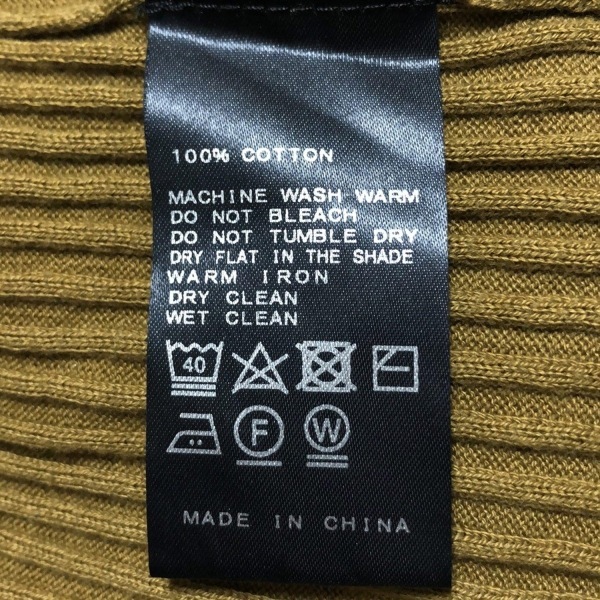 100% COTTON
MACHINE WASH WARM
DO NOT BLEACH
DO NOT TUMBLE DRY
DRY FLAT IN THE SHADE
WARM IRON
DRY CLEAN
WET CLEAN
40
F W
MADE IN CHINA